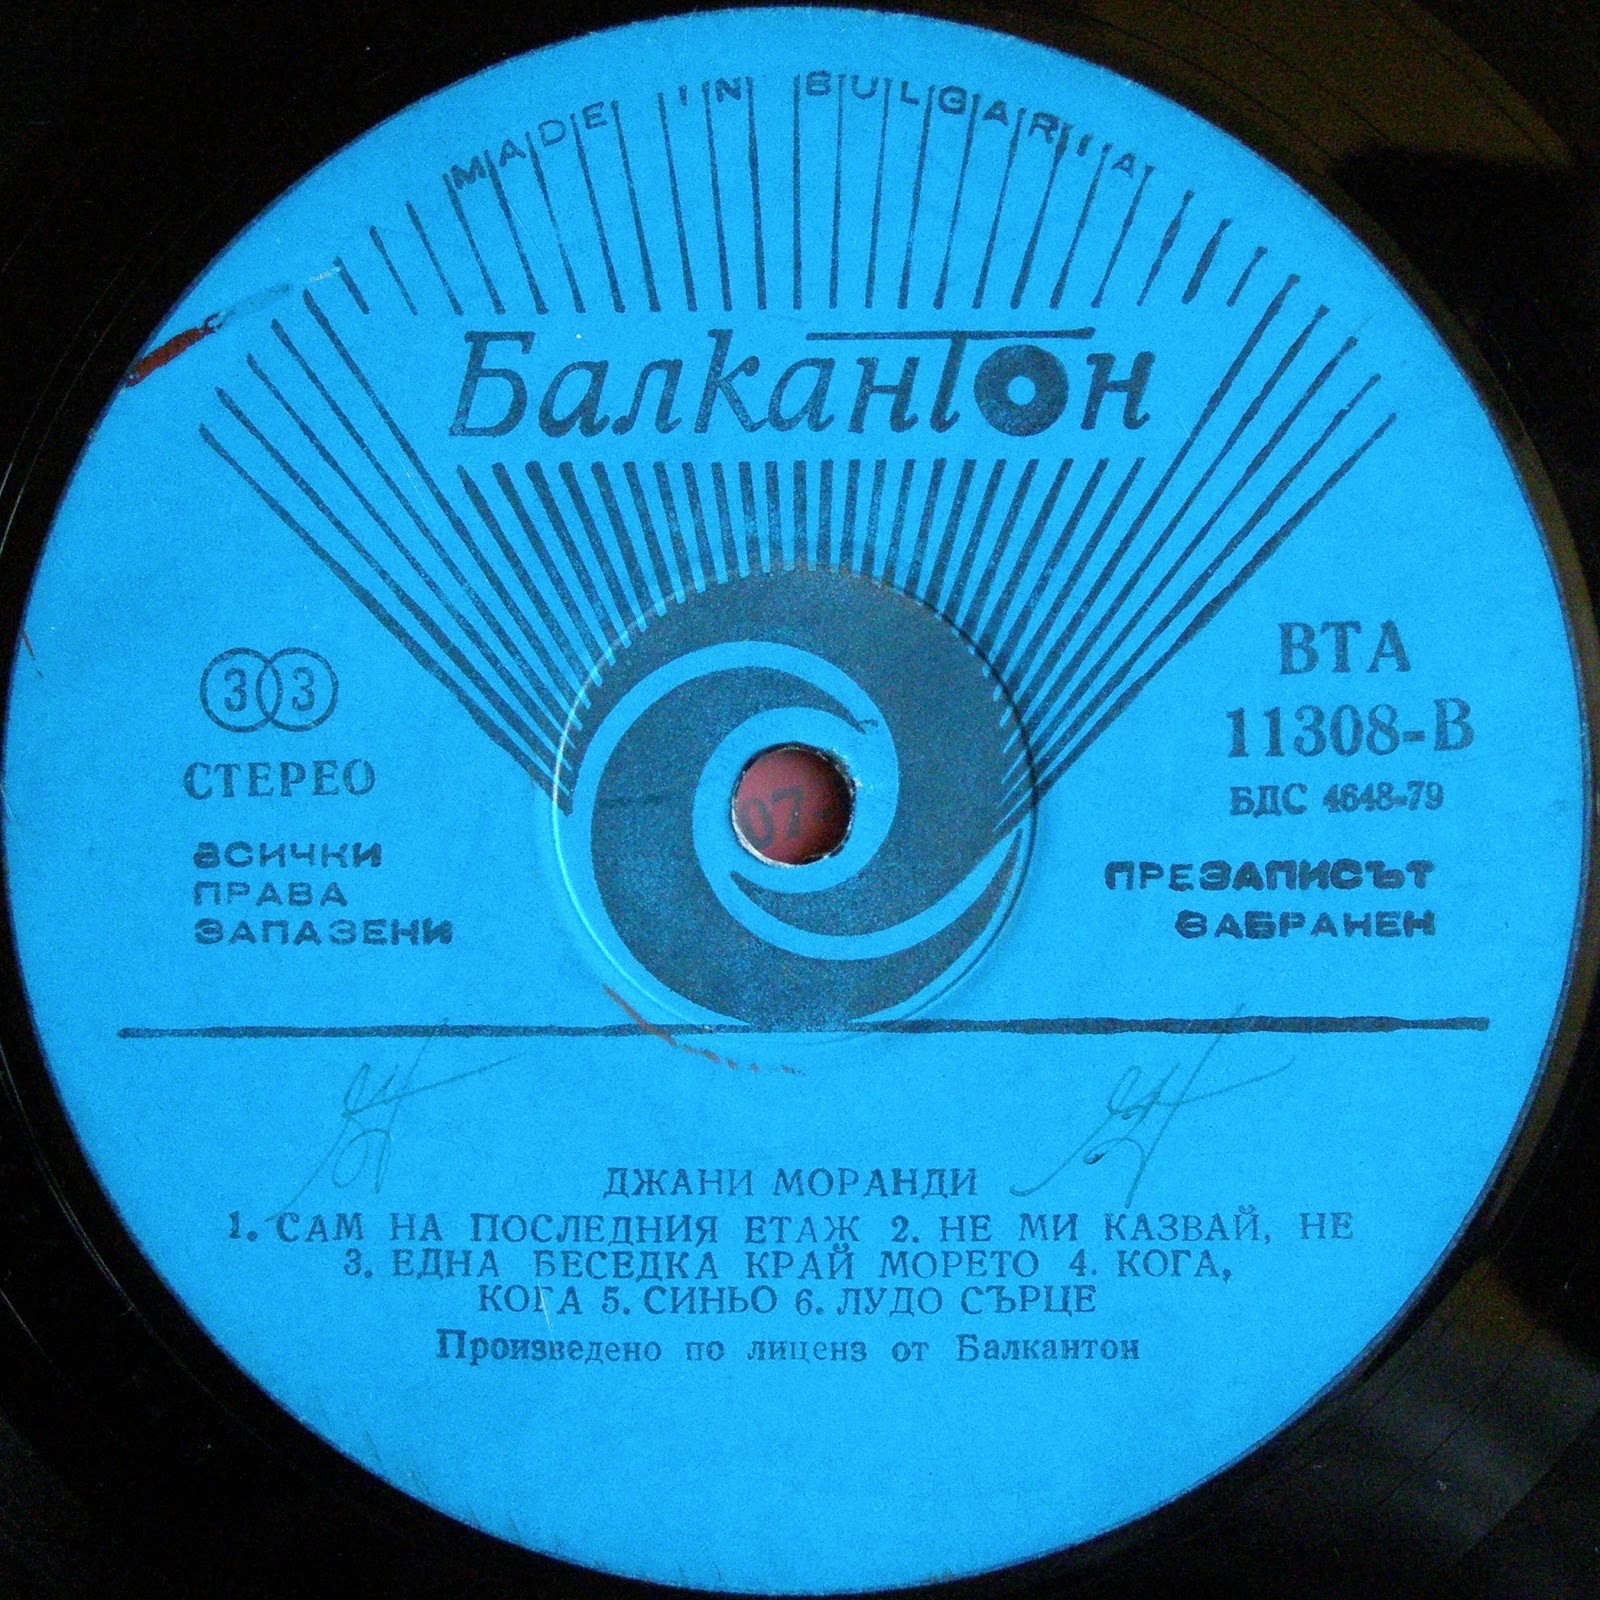 MADE IN BULGARIA
Балкантон
33
СТЕРЕО
ВСИЧКИ
ПРАВА
ЗАПАЗЕНИ
ВТА
11308-В
БДС 4648-79
ПРЕЗАПИСЪТ
ЗАБРАНЕН
07
ДЖАНИ МОРАНДИ
1. САМ НА ПОСЛЕДНИЯ ЕТАЖ 2. НЕ МИ КАЗВАЙ, НЕ
3. ЕДНА БЕСЕДКА КРАЙ МОРЕТО 4. КОГА,
КОГА 5. СИНЬО 6. ЛУДО СЪРЦЕ
Произведено по лиценз от Балкантон